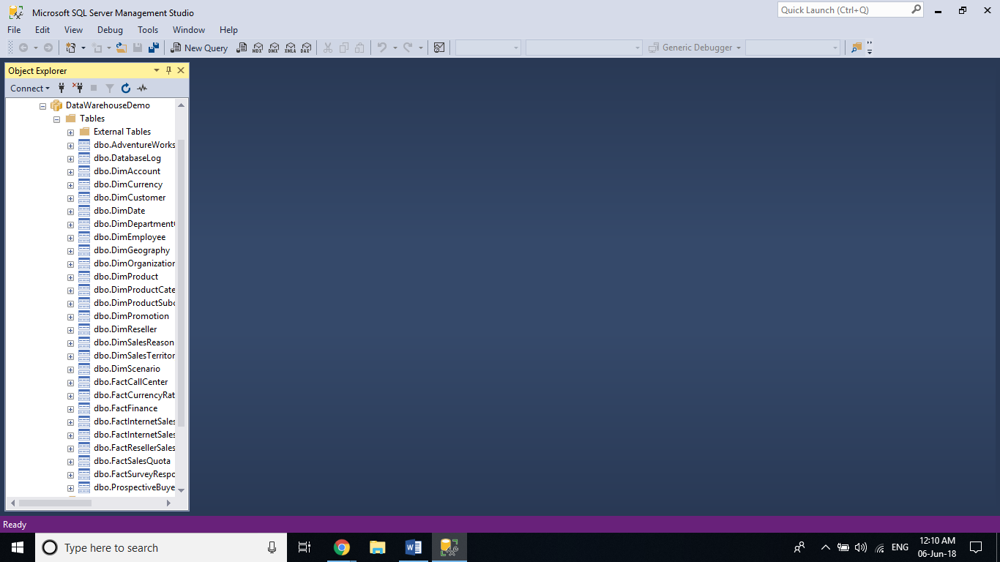 Microsoft SQL Server Management Studio
Quick Launch (Ctrl+Q)
File Edit View Debug Tools Window Help
New Query MDX DMX XMLA DAX Generic Debugger
Object Explorer
Connect
DataWarehouseDemo
Tables
External Tables
dbo.AdventureWorks
dbo.DatabaseLog
dbo.DimAccount
dbo.DimCurrency
dbo.DimCustomer
dbo.DimDate
dbo.DimDepartment
dbo.DimEmployee
dbo.DimGeography
dbo.DimOrganization
dbo.DimProduct
dbo.DimProductCate
dbo.DimProductSubc
dbo.DimPromotion
dbo.DimReseller
dbo.DimSalesReason
dbo.DimSalesTerritor
dbo.DimScenario
dbo.FactCallCenter
dbo.FactCurrencyRat
dbo.FactFinance
dbo.FactInternetSales
dbo.FactInternetSales
dbo.FactResellerSales
dbo.FactSalesQuota
dbo.FactSurveyRespo
dbo.ProspectiveBuye
Ready
Type here to search
ENG
12:10 AM
06-Jun-18